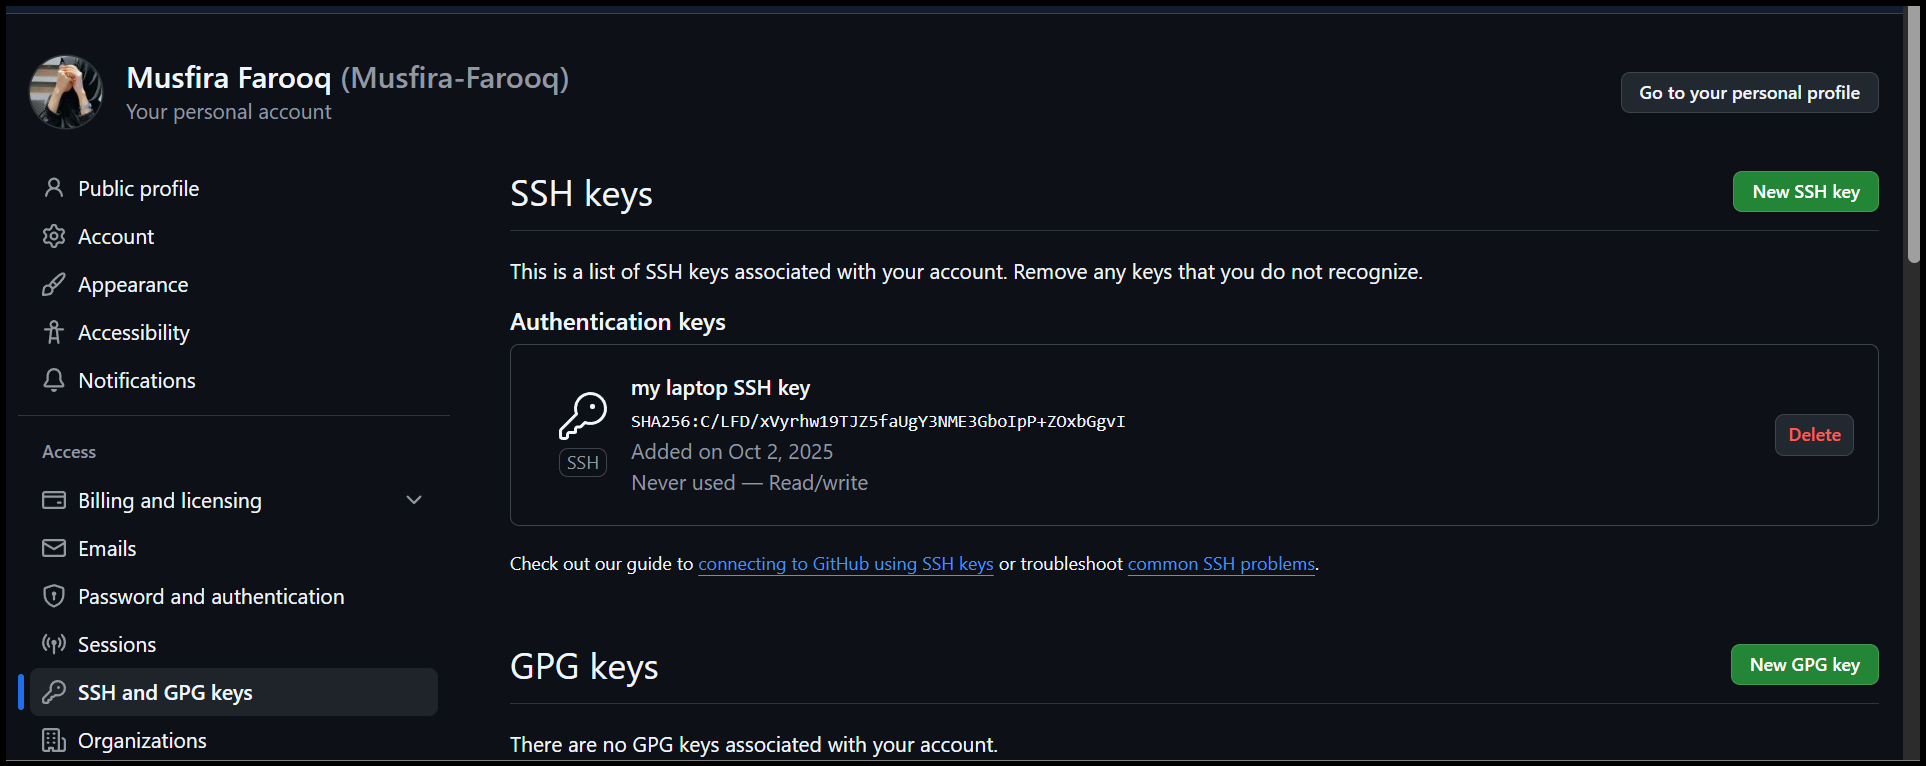 Musfira Farooq (Musfira-Farooq)
Your personal account
Go to your personal profile
Public profile
Account
Appearance
Accessibility
Notifications
Access
Billing and licensing
Emails
Password and authentication
Sessions
SSH and GPG keys
Organizations
SSH keys
New SSH key
This is a list of SSH keys associated with your account. Remove any keys that you do not recognize.
Authentication keys
my laptop SSH key
SHA256:C/LFD/xVyrhw19TJZ5faUgY3NME3GboIpP+ZOxbGgvI
Added on Oct 2, 2025
Never used — Read/write
SSH
Delete
Check out our guide to connecting to GitHub using SSH keys or troubleshoot common SSH problems.
GPG keys
New GPG key
There are no GPG keys associated with your account.